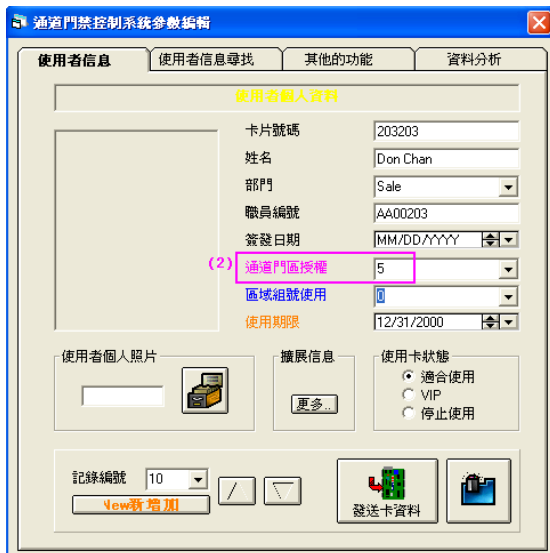 通道門禁控制系統參數編輯
使用者信息 使用者信息尋找 其他的功能 資料分析
使用者個人資料
卡片號碼 203203
姓名 Don Chan
部門 Sale
職員編號 AA00203
簽發日期 MM/DD/YYYY
(2) 通道門區授權 5
區域組號使用 0
使用期限 12/31/2000
使用者個人照片 擴展信息 使用卡狀態
適合使用
VIP
更多.. 停止使用
記錄編號 10
New新增加
發送卡資料